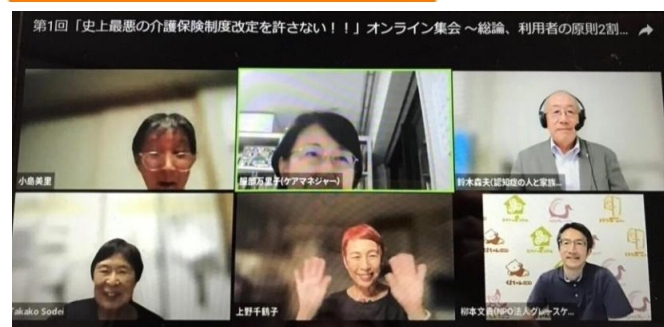 第1回「史上最悪の介護保険制度改定を許さない！！」オンライン集会 ～総論、利用者の原則2割...
小島美里
服部万里子(ケアマネジャー)
鈴木森夫(認知症の人と家族...
akako Sodei
上野千鶴子
柳本文貴(NPO法人グレースケ...